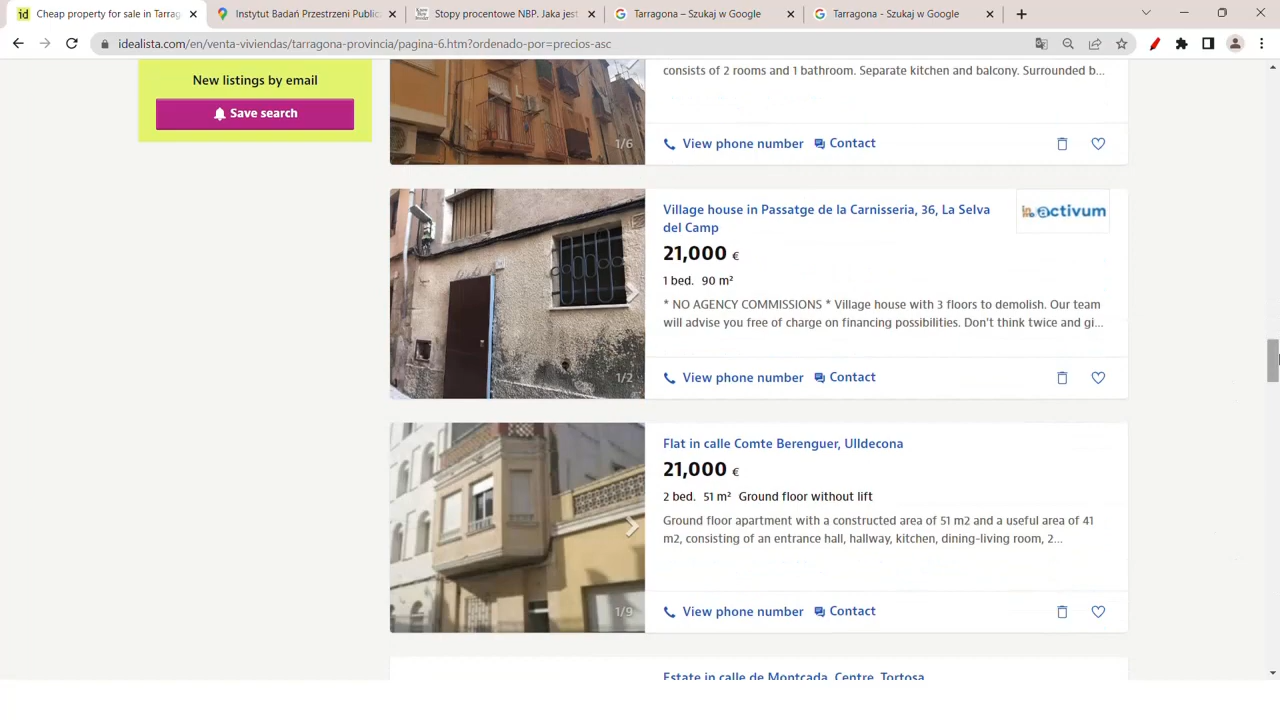 Cheap property for sale in Tarrag
Instytut Badań Przestrzeni Public
Stopy procentowe NBP. Jaka jest
Tarragona – Szukaj w Google
Tarragona - Szukaj w Google
idealista.com/en/venta-viviendas/tarragona-provincia/pagina-6.htm?ordenado-por=precios-asc
New listings by email
Save search
consists of 2 rooms and 1 bathroom. Separate kitchen and balcony. Surrounded b...
1/6
View phone number
Contact
Village house in Passatge de la Carnisseria, 36, La Selva
del Camp
activum
21,000 €
1 bed. 90 m²
* NO AGENCY COMMISSIONS * Village house with 3 floors to demolish. Our team
will advise you free of charge on financing possibilities. Don't think twice and gi...
1/2
View phone number
Contact
Flat in calle Comte Berenguer, Ulldecona
21,000 €
2 bed. 51 m² Ground floor without lift
Ground floor apartment with a constructed area of 51 m2 and a useful area of 41
m2, consisting of an entrance hall, hallway, kitchen, dining-living room, 2...
1/9
View phone number
Contact
Estate in calle de Montcada, Centre, Tortosa